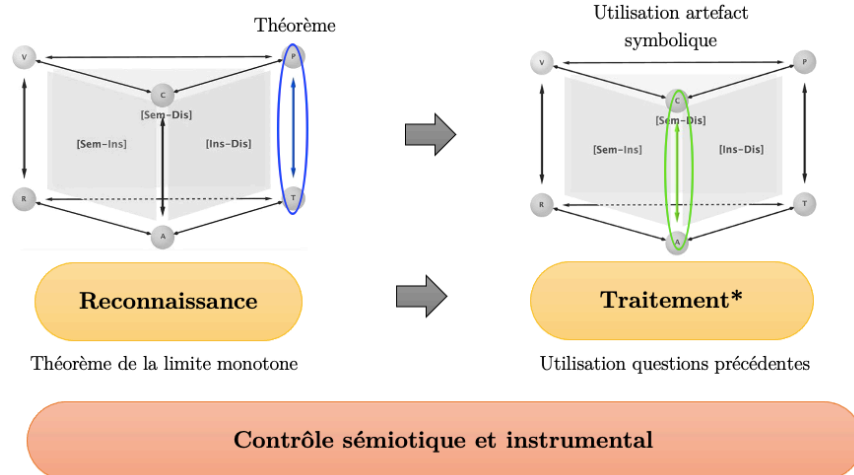 Théorème
Utilisation artefact
symbolique
V
P
C
[Sem-Dis]
[Sem-Ins]
[Ins-Dis]
R
T
A
V
P
C
[Sem-Dis]
[Sem-Ins]
[Ins-Dis]
R
T
A
Reconnaissance
Traitement*
Théorème de la limite monotone
Utilisation questions précédentes
Contrôle sémiotique et instrumental